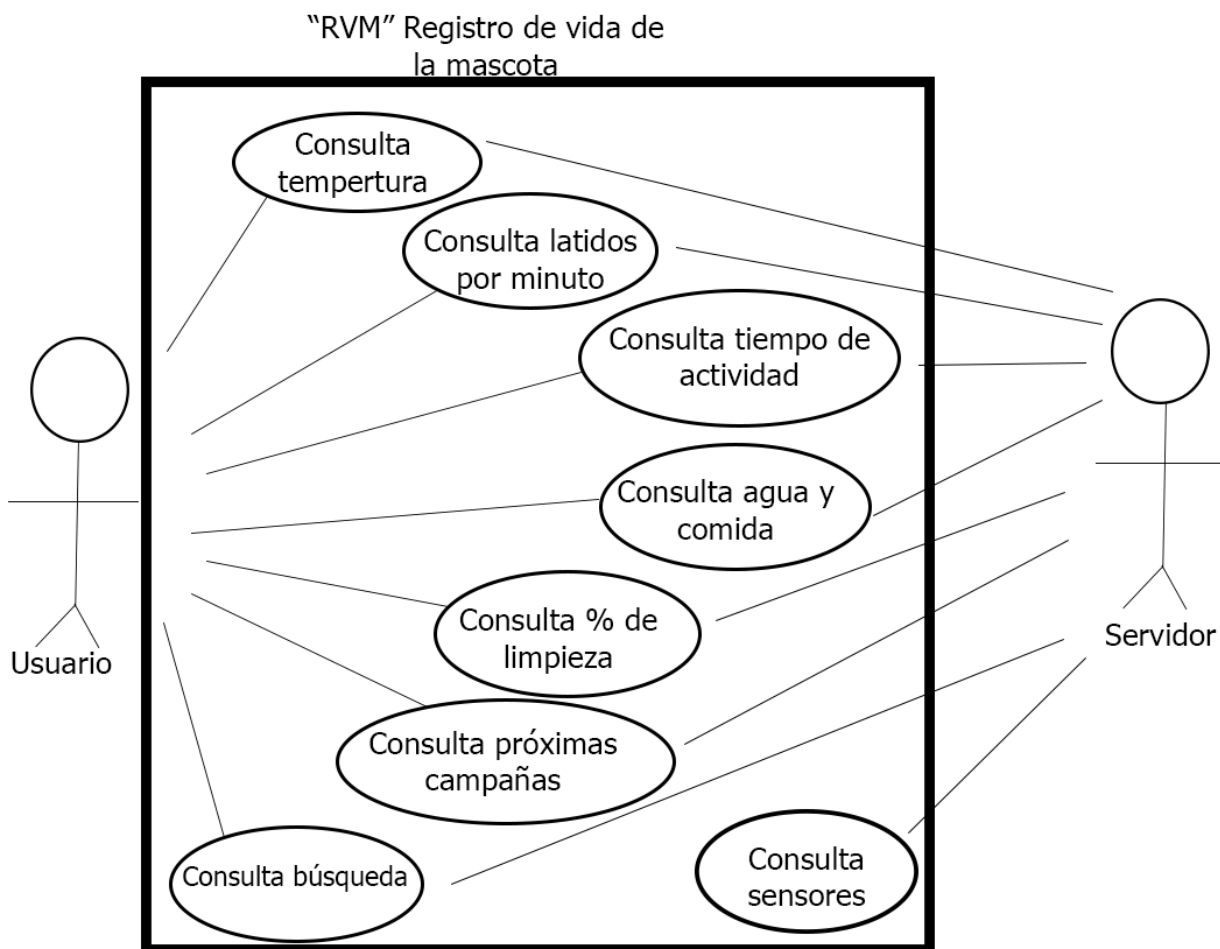 “RVM” Registro de vida de
la mascota
Consulta
tempertura
Consulta latidos
por minuto
Consulta tiempo de
actividad
Consulta agua y
comida
Consulta % de
limpieza
Usuario
Servidor
Consulta próximas
campañas
Consulta búsqueda
Consulta
sensores